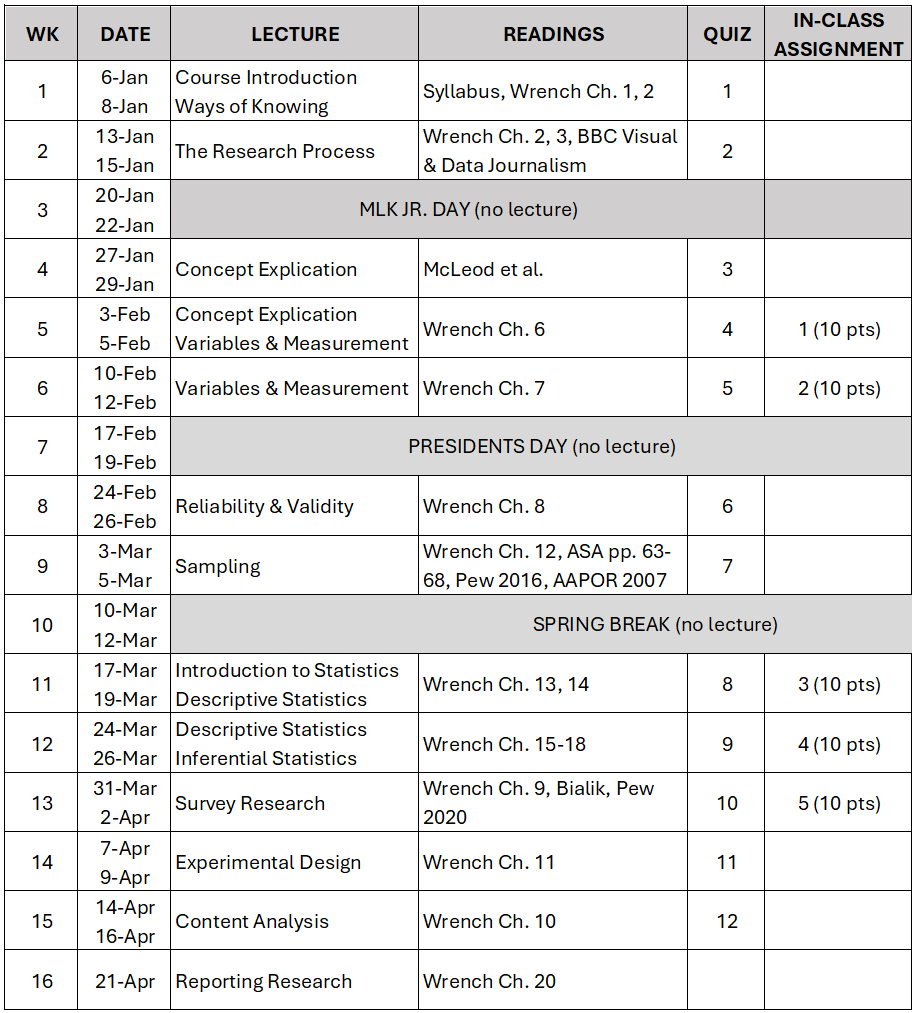 WK DATE LECTURE READINGS QUIZ IN-CLASS ASSIGNMENT
1
6-Jan
8-Jan
Course Introduction
Ways of Knowing
Syllabus, Wrench Ch. 1, 2
1
2
13-Jan
15-Jan
The Research Process
Wrench Ch. 2, 3, BBC Visual
& Data Journalism
2
3
20-Jan
22-Jan
MLK JR. DAY (no lecture)
4
27-Jan
29-Jan
Concept Explication
McLeod et al.
3
5
3-Feb
5-Feb
Concept Explication
Variables & Measurement
Wrench Ch. 6
4
1 (10 pts)
6
10-Feb
12-Feb
Variables & Measurement
Wrench Ch. 7
5
2 (10 pts)
7
17-Feb
19-Feb
PRESIDENTS DAY (no lecture)
8
24-Feb
26-Feb
Reliability & Validity
Wrench Ch. 8
6
9
3-Mar
5-Mar
Sampling
Wrench Ch. 12, ASA pp. 63-
68, Pew 2016, AAPOR 2007
7
10
10-Mar
12-Mar
SPRING BREAK (no lecture)
11
17-Mar
19-Mar
Introduction to Statistics
Descriptive Statistics
Wrench Ch. 13, 14
8
3 (10 pts)
12
24-Mar
26-Mar
Descriptive Statistics
Inferential Statistics
Wrench Ch. 15-18
9
4 (10 pts)
13
31-Mar
2-Apr
Survey Research
Wrench Ch. 9, Bialik, Pew
2020
10
5 (10 pts)
14
7-Apr
9-Apr
Experimental Design
Wrench Ch. 11
11
15
14-Apr
16-Apr
Content Analysis
Wrench Ch. 10
12
16
21-Apr
Reporting Research
Wrench Ch. 20